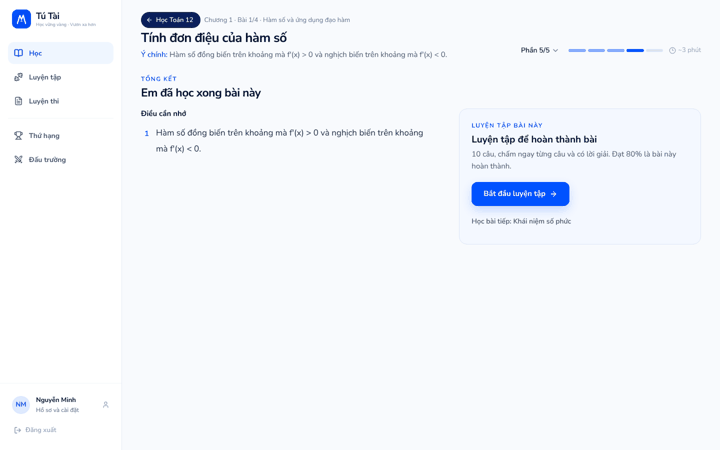 Tú Tài
Học vững vàng · Vươn xa hơn
Học
Luyện tập
Luyện thi
Thứ hạng
Đấu trường
NM
Nguyễn Minh
Hồ sơ và cài đặt
Đăng xuất
← Học Toán 12
Chương 1 · Bài 1/4 · Hàm số và ứng dụng đạo hàm
Tính đơn điệu của hàm số
Ý chính: Hàm số đồng biến trên khoảng mà f'(x) > 0 và nghịch biến trên khoảng mà f'(x) < 0.
Phần 5/5
~3 phút
TỔNG KẾT
Em đã học xong bài này
Điều cần nhớ
1 Hàm số đồng biến trên khoảng mà f'(x) > 0 và nghịch biến trên khoảng
mà f'(x) < 0.
LUYỆN TẬP BÀI NÀY
Luyện tập để hoàn thành bài
10 câu, chấm ngay từng câu và có lời giải. Đạt 80% là bài này
hoàn thành.
Bắt đầu luyện tập →
Học bài tiếp: Khái niệm số phức